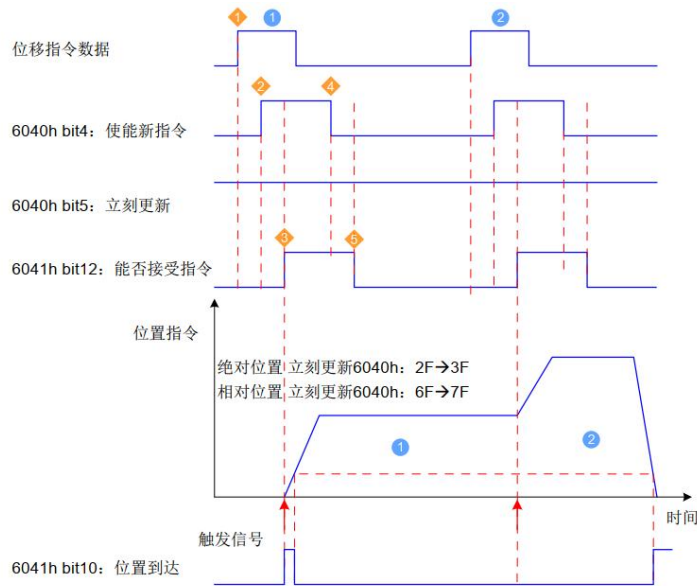 1 1 2
位移指令数据
2 4
6040h bit4：使能新指令
6040h bit5：立刻更新
3 5
6041h bit12：能否接受指令
位置指令
绝对位置 立刻更新6040h：2F→3F
相对位置 立刻更新6040h：6F→7F
1 2
时间
触发信号
6041h bit10：位置到达